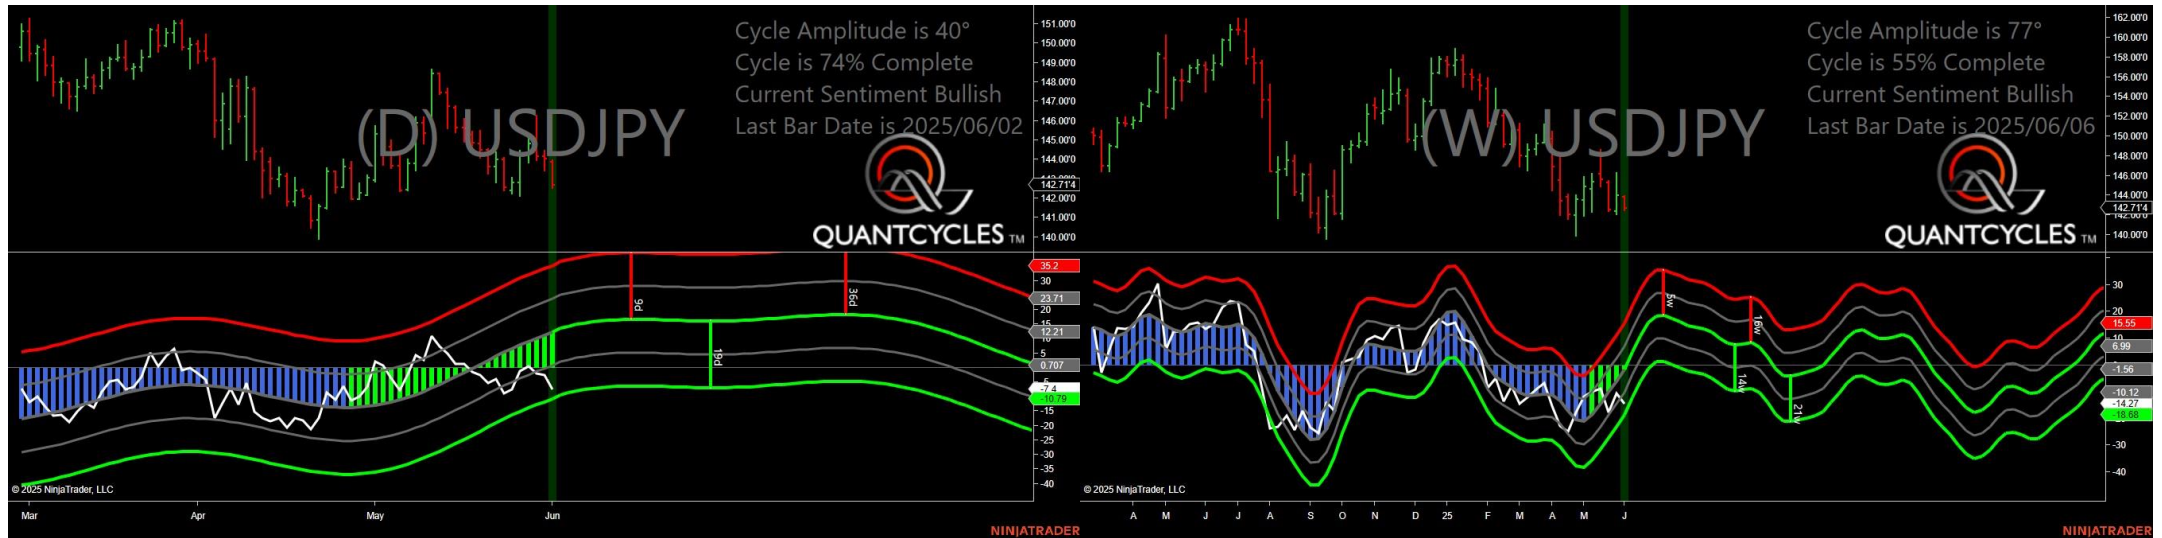 Cycle Amplitude is 40°
Cycle is 74% Complete
Current Sentiment Bullish
Last Bar Date is 2025/06/02
(D) USDJPY
QUANTCYCLES TM
151.00'0
150.00'0
149.00'0
148.00'0
147.00'0
146.00'0
145.00'0
144.00'0
142.71'4
142.00'0
141.00'0
140.00'0
35.2
30
23.71
20
15
12.21
10
5
0.707
-7.4
-10.79
-15
-20
-25
-30
-35
-40
9d
19d
36d
© 2025 NinjaTrader, LLC
Mar
Apr
May
Jun
NINJATRADER
Cycle Amplitude is 77°
Cycle is 55% Complete
Current Sentiment Bullish
Last Bar Date is 2025/06/06
(W) USDJPY
QUANTCYCLES TM
162.00'0
160.00'0
158.00'0
156.00'0
154.00'0
152.00'0
150.00'0
148.00'0
146.00'0
144.00'0
142.71'4
142.00'0
140.00'0
30
20
15.55
10
6.99
-1.56
-10.12
-14.27
-18.68
-30
-40
5w
16w
14w
21w
© 2025 NinjaTrader, LLC
A M J J A S O N D 25 F M A M J
NINJATRADER